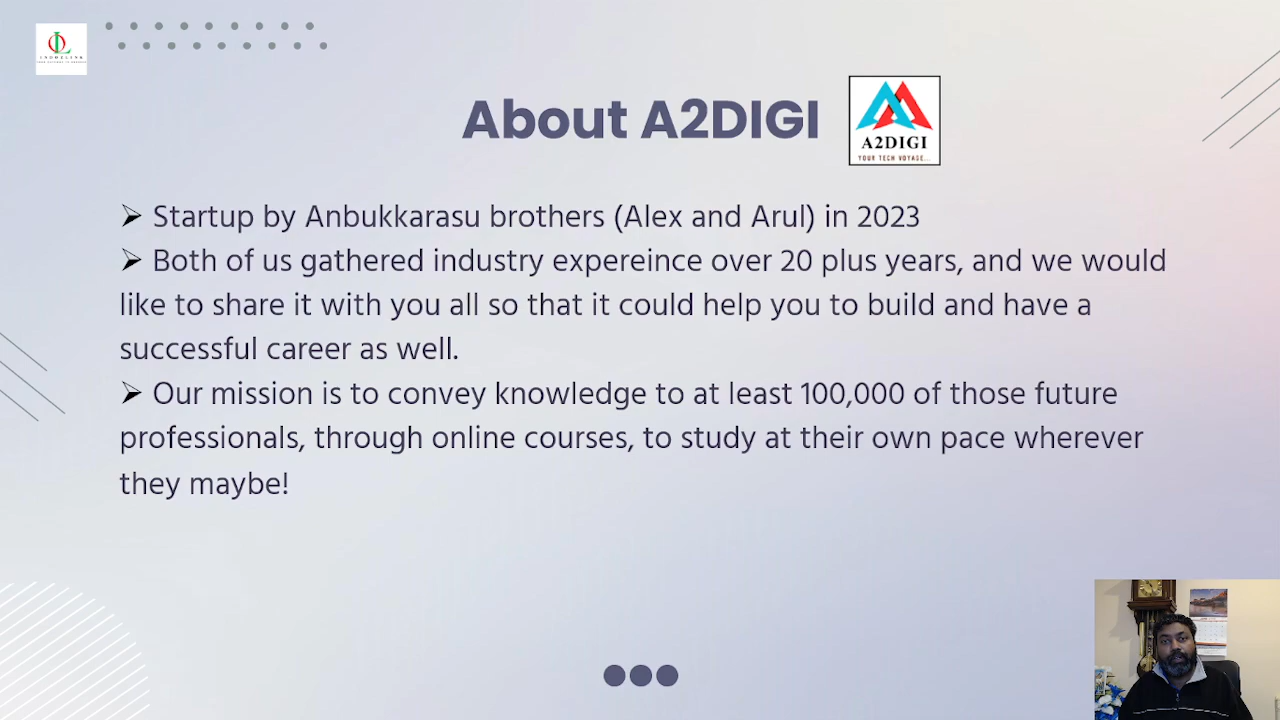 About A2DIGI
A2DIGI
YOUR TECH VOYAGE...
➢ Startup by Anbukkarasu brothers (Alex and Arul) in 2023
➢ Both of us gathered industry expereince over 20 plus years, and we would
like to share it with you all so that it could help you to build and have a
successful career as well.
➢ Our mission is to convey knowledge to at least 100,000 of those future
professionals, through online courses, to study at their own pace wherever
they maybe!